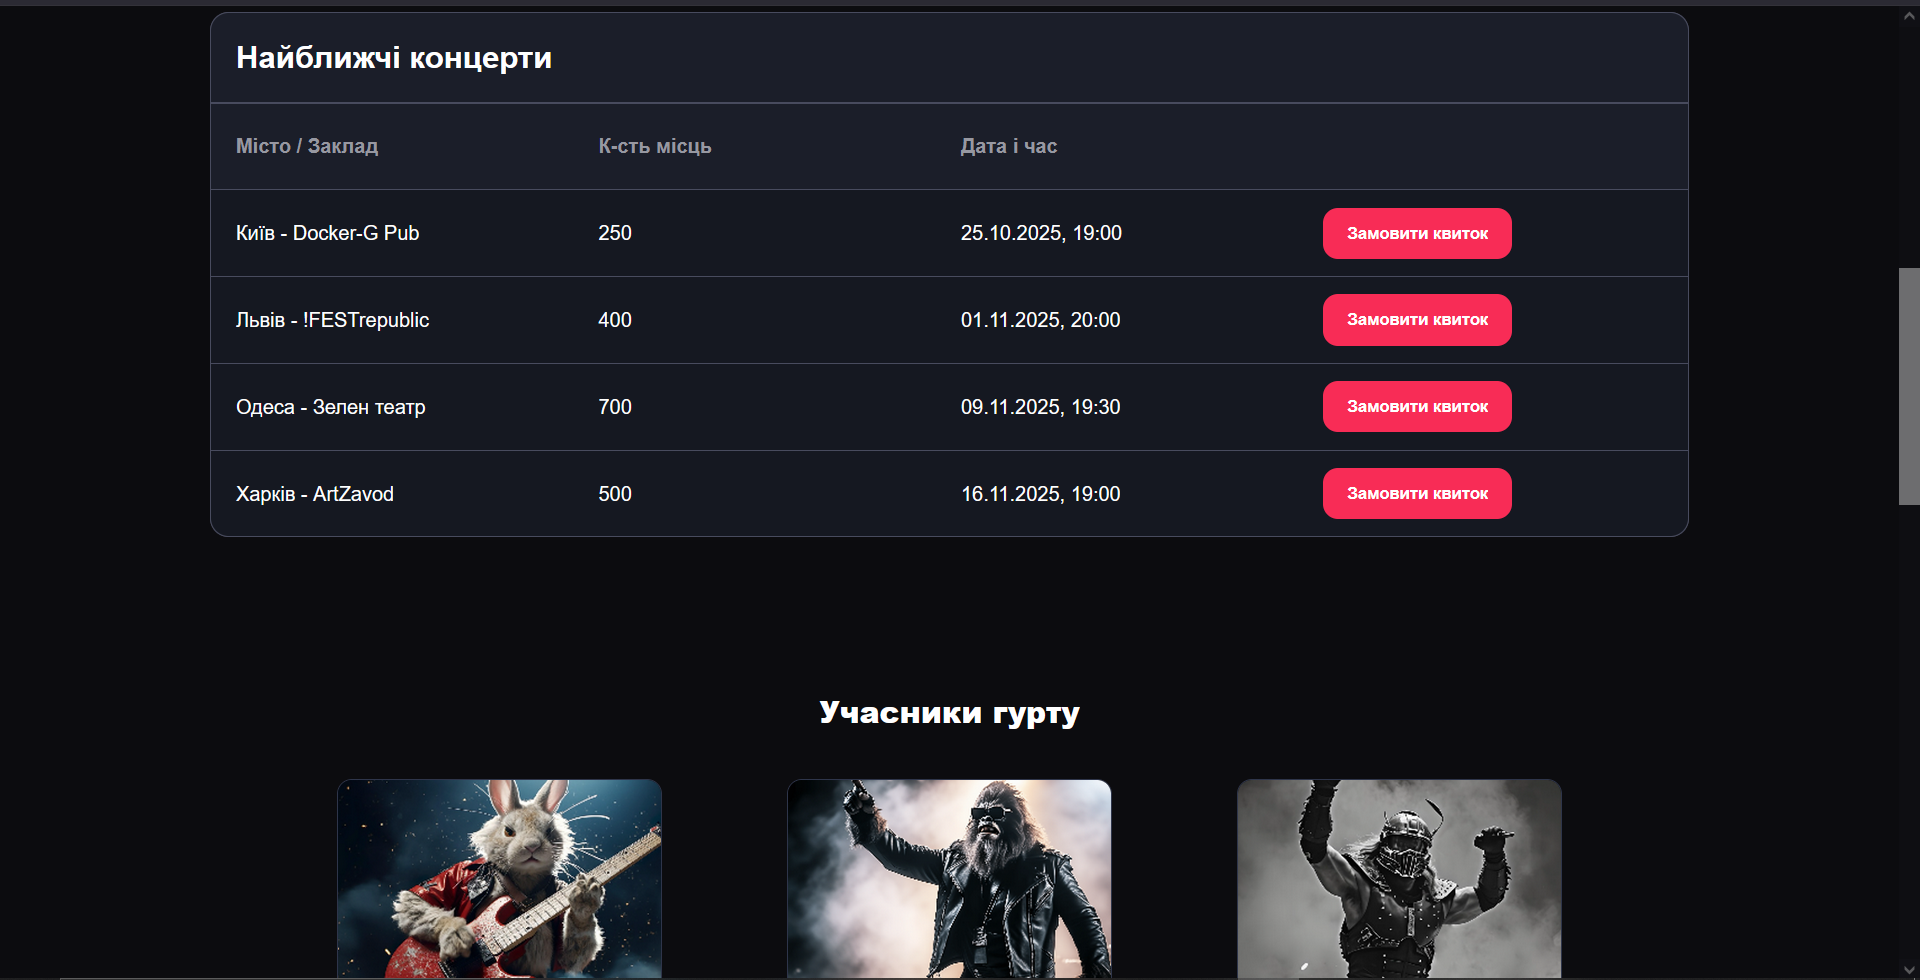 Найближчі концерти
Місто / Заклад К-сть місць Дата і час
Київ - Docker-G Pub 250 25.10.2025, 19:00 Замовити квиток
Львів - !FESTrepublic 400 01.11.2025, 20:00 Замовити квиток
Одеса - Зелен театр 700 09.11.2025, 19:30 Замовити квиток
Харків - ArtZavod 500 16.11.2025, 19:00 Замовити квиток
Учасники гурту